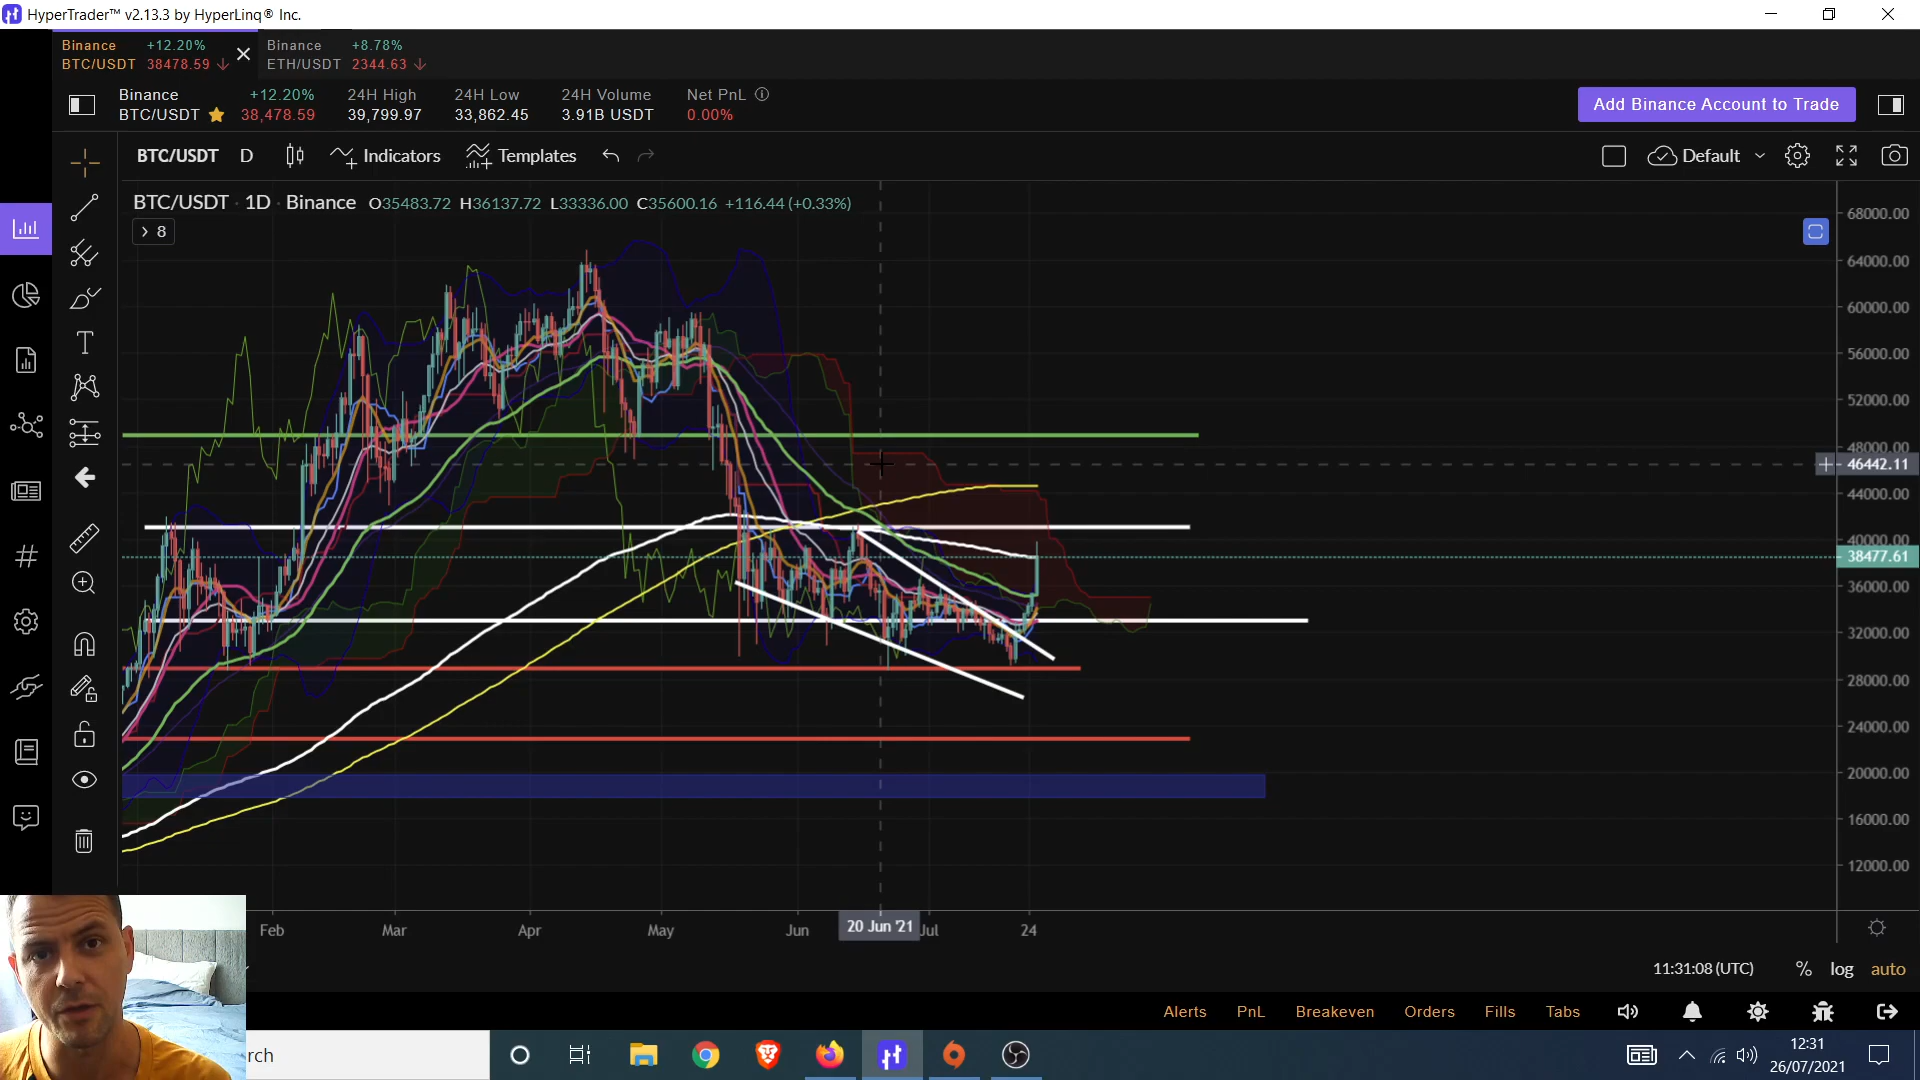 HyperTrader™ v2.13.3 by HyperLinq® Inc.
Binance +12.20% Binance +8.78%
BTC/USDT 38478.59 ↓ ETH/USDT 2344.63 ↓
Binance +12.20% 24H High 24H Low 24H Volume Net PnL
BTC/USDT 38,478.59 39,799.97 33,862.45 3.91B USDT 0.00%
Add Binance Account to Trade
BTC/USDT D Indicators Templates Default
BTC/USDT · 1D · Binance O35483.72 H36137.72 L33336.00 C35600.16 +116.44 (+0.33%)
8
68000.00
64000.00
60000.00
56000.00
52000.00
48000.00
46442.11
44000.00
40000.00
38477.61
36000.00
32000.00
28000.00
24000.00
20000.00
16000.00
12000.00
Feb Mar Apr May Jun 20 Jun '21 Jul 24
11:31:08 (UTC) % log auto
Alerts PnL Breakeven Orders Fills Tabs
rch
12:31
26/07/2021